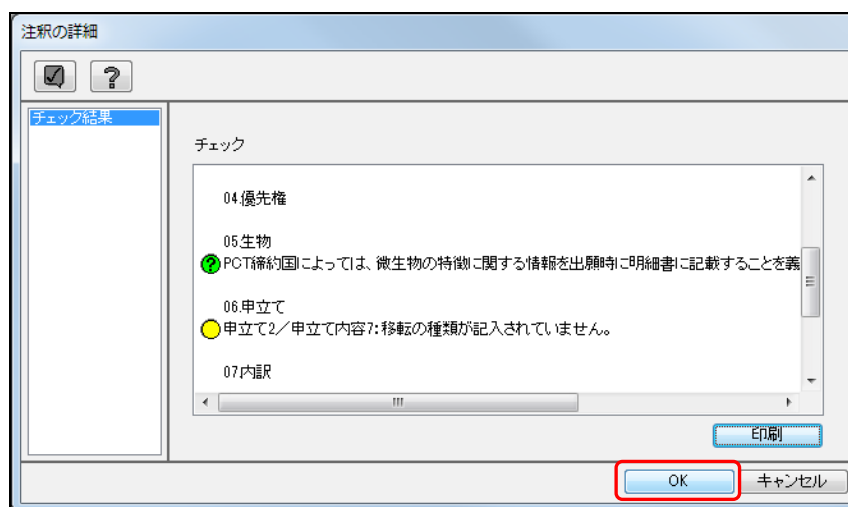 注釈の詳細
チェック結果
チェック
04.優先権
05.生物
?
PCT締約国によっては、微生物の特徴に関する情報を出願時に明細書に記載することを義
06.申立て
申立て2／申立て内容7:移転の種類が記入されていません。
07.内訳
印刷
OK
キャンセル